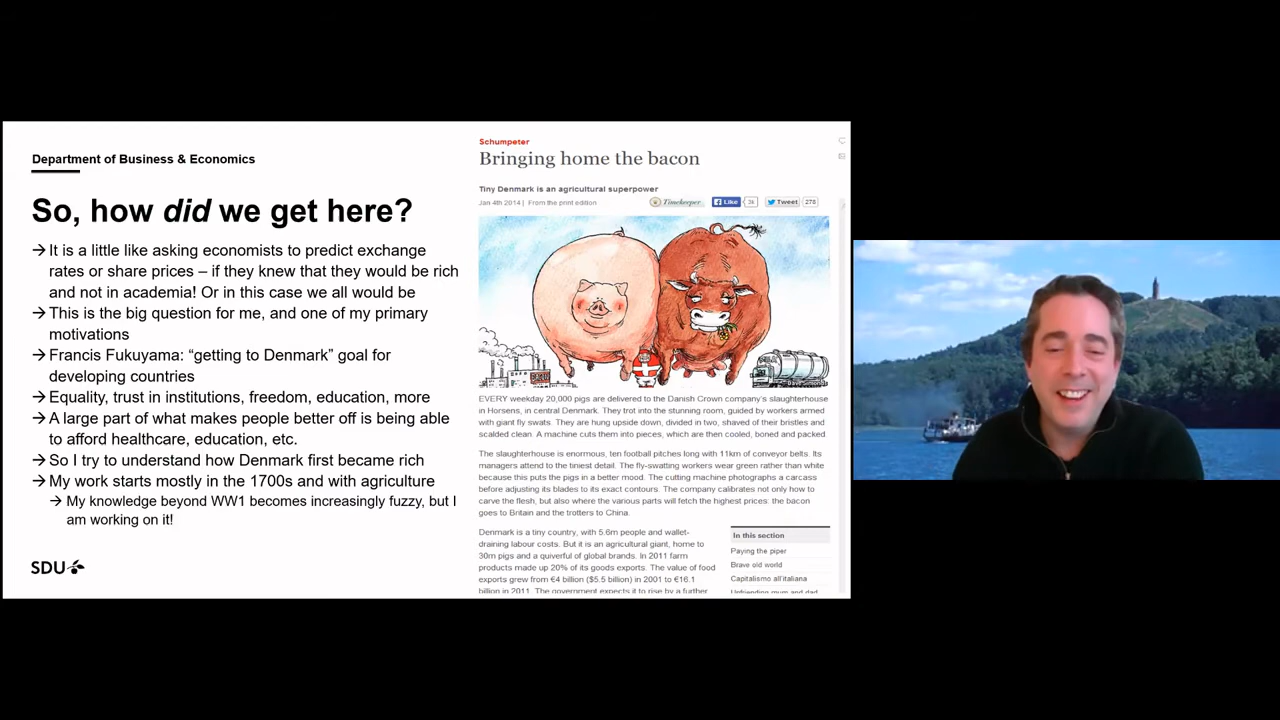 Department of Business & Economics
So, how did we get here?
→ It is a little like asking economists to predict exchange
rates or share prices – if they knew that they would be rich
and not in academia! Or in this case we all would be
→ This is the big question for me, and one of my primary
motivations
→ Francis Fukuyama: “getting to Denmark” goal for
developing countries
→ Equality, trust in institutions, freedom, education, more
→ A large part of what makes people better off is being able
to afford healthcare, education, etc.
→ So I try to understand how Denmark first became rich
→ My work starts mostly in the 1700s and with agriculture
→ My knowledge beyond WW1 becomes increasingly fuzzy, but I
am working on it!
SDU
Schumpeter
Bringing home the bacon
Tiny Denmark is an agricultural superpower
Jan 4th 2014 | From the print edition
Timekeeper
Like
3k
Tweet
278
EVERY weekday 20,000 pigs are delivered to the Danish Crown company's slaughterhouse
in Horsens, in central Denmark. They trot into the stunning room, guided by workers armed
with giant fly swats. They are hung upside down, divided in two, shaved of their bristles and
scalded clean. A machine cuts them into pieces, which are then cooled, boned and packed
The slaughterhouse is enormous, ten football pitches long with 11km of conveyor belts. Its
managers attend to the tiniest detail. The fly-swatting workers wear green rather than white
because this puts the pigs in a better mood. The cutting machine photographs a carcass
before adjusting its blades to its exact contours. The company calibrates not only how to
carve the flesh, but also where the various parts will fetch the highest prices: the bacon
goes to Britain and the trotters to China.
Denmark is a tiny country, with 5.6m people and wallet-
draining labour costs. But it is an agricultural giant, home to
30m pigs and a quiverful of global brands. In 2011 farm
products made up 20% of its goods exports. The value of food
exports grew from €4 billion ($5.5 billion) in 2001 to €16.1
billion in 2011. The government expects it to rise by a further
In this section
Paying the piper
Brave old world
Capitalismo all'italiana
Unfriending mum and dad